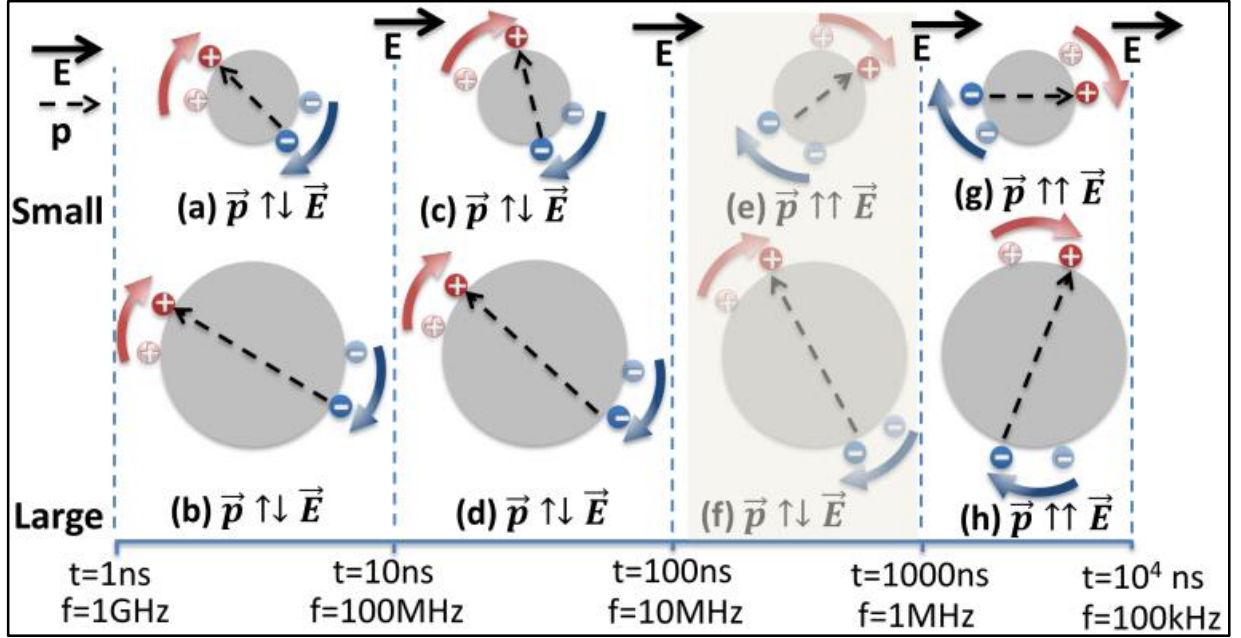 E E E E E
p
Small
(a) p⃗ ↑↓ E⃗
(c) p⃗ ↑↓ E⃗
(e) p⃗ ↑↑ E⃗
(g) p⃗ ↑↑ E⃗
Large
(b) p⃗ ↑↓ E⃗
(d) p⃗ ↑↓ E⃗
(f) p⃗ ↑↓ E⃗
(h) p⃗ ↑↑ E⃗
t=1ns
f=1GHz
t=10ns
f=100MHz
t=100ns
f=10MHz
t=1000ns
f=1MHz
t=10⁴ ns
f=100kHz